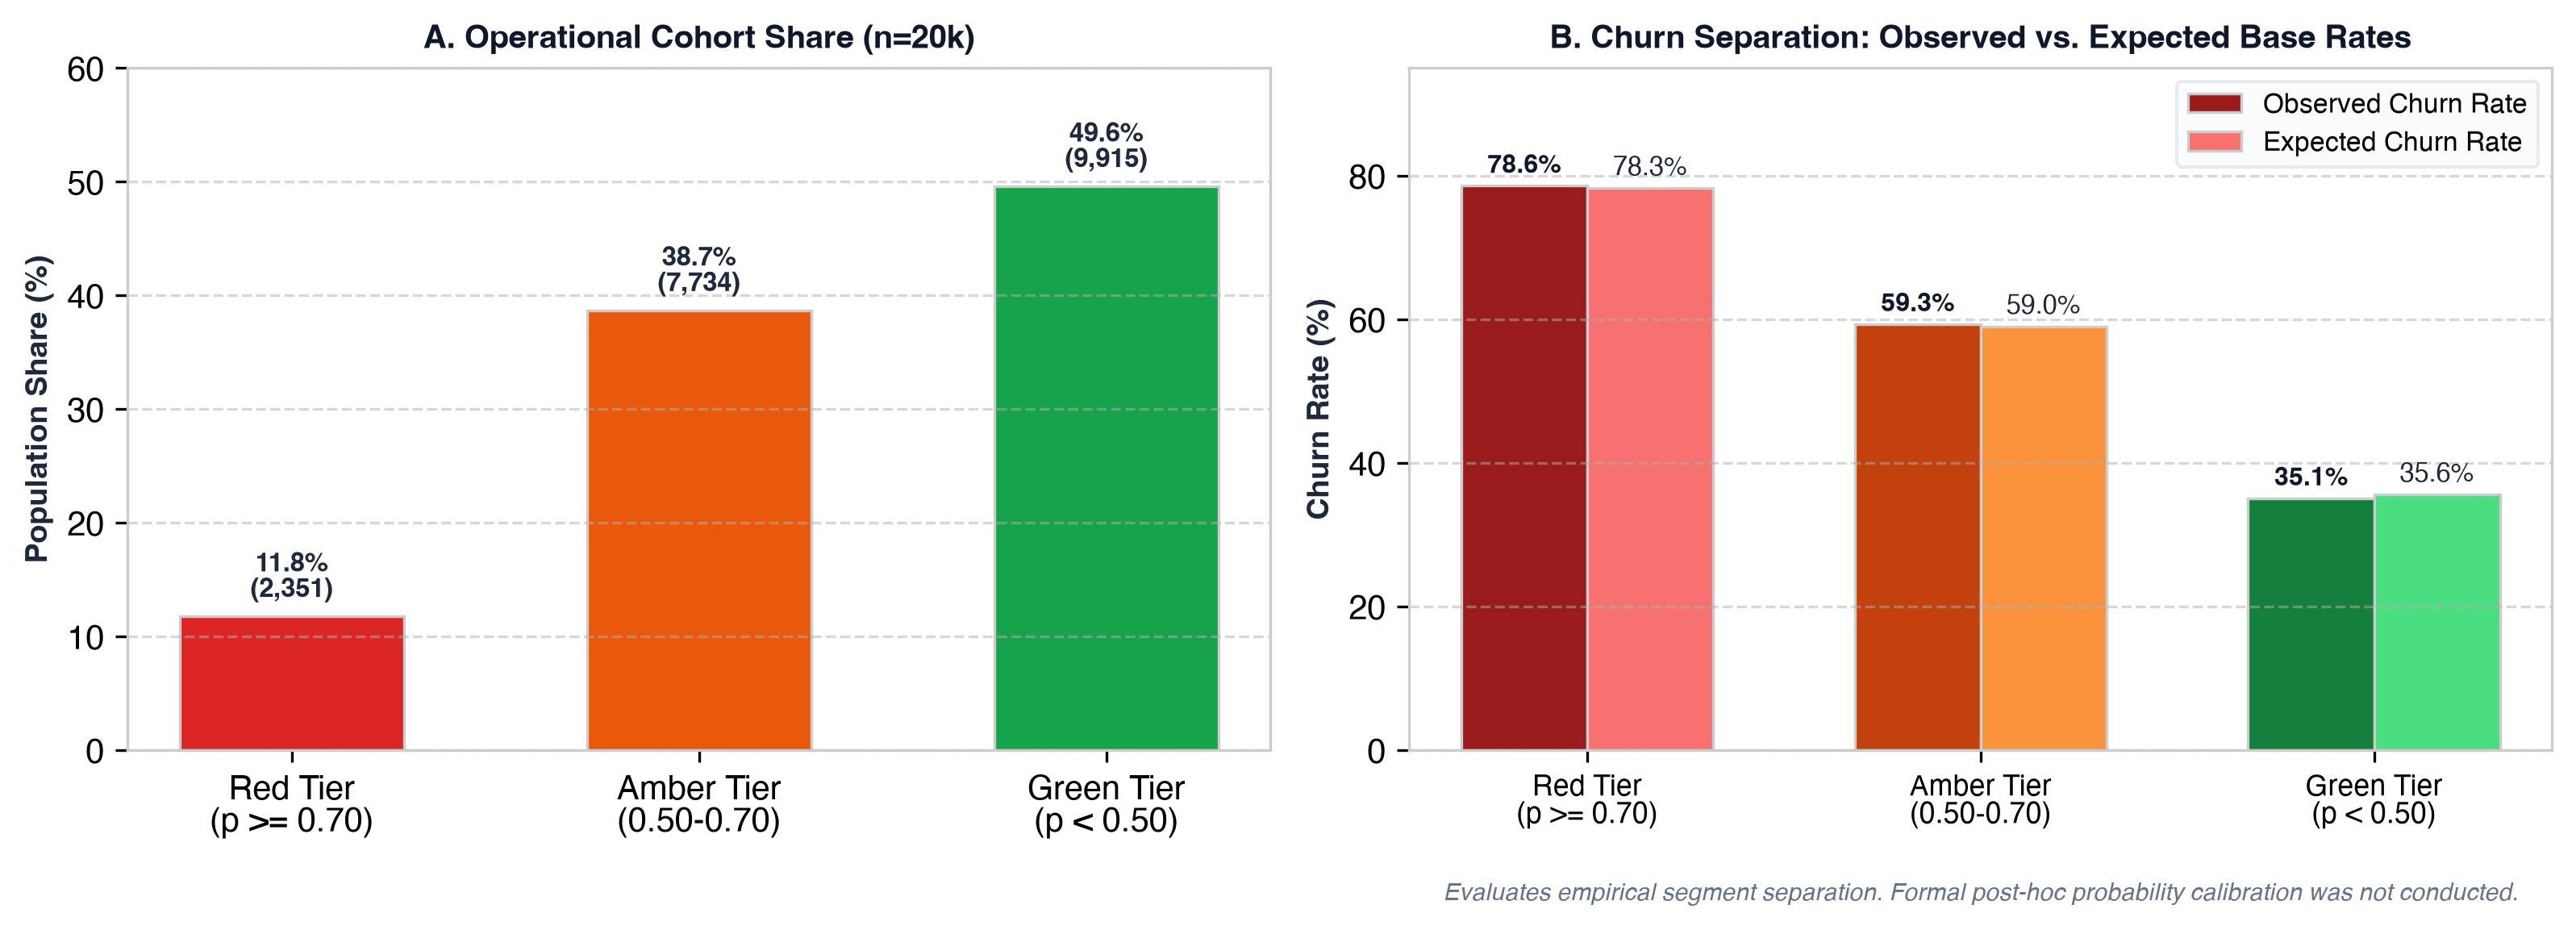 A. Operational Cohort Share (n=20k)
Population Share (%)
60
50
40
30
20
10
0
11.8%
(2,351)
38.7%
(7,734)
49.6%
(9,915)
Red Tier
(p >= 0.70)
Amber Tier
(0.50-0.70)
Green Tier
(p < 0.50)
B. Churn Separation: Observed vs. Expected Base Rates
Churn Rate (%)
80
60
40
20
0
Observed Churn Rate
Expected Churn Rate
78.6%
78.3%
59.3%
59.0%
35.1%
35.6%
Red Tier
(p >= 0.70)
Amber Tier
(0.50-0.70)
Green Tier
(p < 0.50)
Evaluates empirical segment separation. Formal post-hoc probability calibration was not conducted.